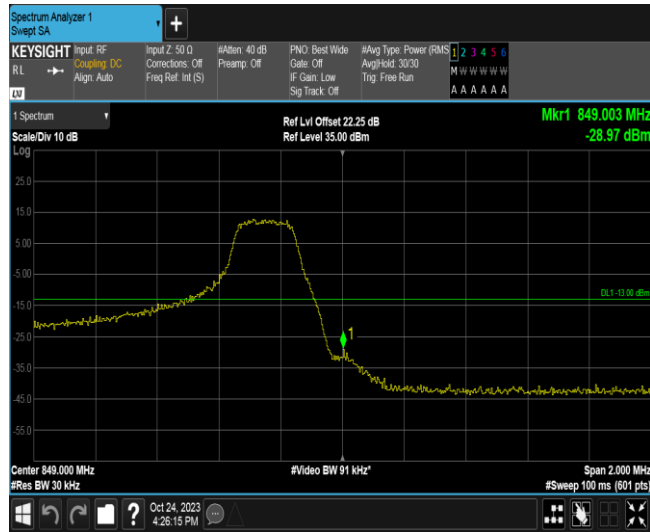 Spectrum Analyzer 1
Swept SA
KEYSIGHT Input: RF Input Z: 50 Ω #Atten: 40 dB PNO: Best Wide #Avg Type: Power (RMS 1 2 3 4 5 6
RL Coupling: DC Corrections: Off Preamp: Off Gate: Off Avg|Hold: 30/30 M W W W W W
Align: Auto Freq Ref: Int (S) IF Gain: Low Trig: Free Run
LXI Sig Track: Off A A A A A A
1 Spectrum Ref Lvl Offset 22.25 dB Mkr1 849.003 MHz
Scale/Div 10 dB Ref Level 35.00 dBm -28.97 dBm
Log
25.0
15.0
5.00
-5.00
DL1 -13.00 dBm
-15.0
-25.0
1
-35.0
-45.0
-55.0
Center 849.000 MHz #Video BW 91 kHz* Span 2.000 MHz
#Res BW 30 kHz #Sweep 100 ms (601 pts)
? Oct 24, 2023
4:26:15 PM